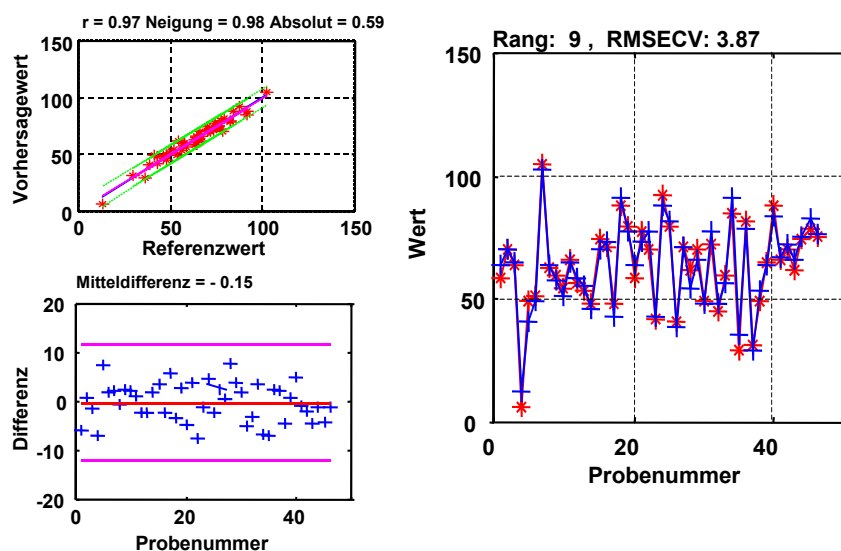 r = 0.97 Neigung = 0.98 Absolut = 0.59
150
100
50
0
Vorhersagewert
0
50
100
150
Referenzwert
Mitteldifferenz = - 0.15
20
10
0
-10
-20
Differenz
0
20
40
Probenummer
Rang: 9 , RMSECV: 3.87
150
100
50
0
Wert
0
20
40
Probenummer